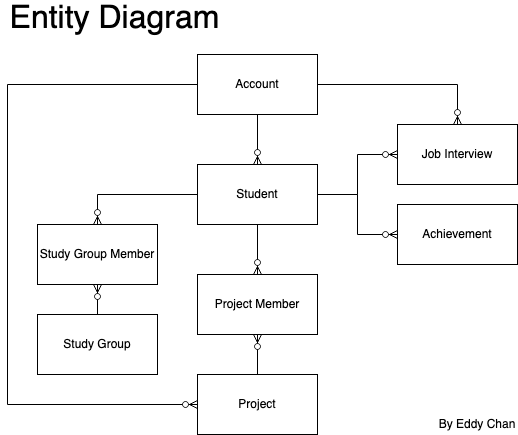 Entity Diagram
Account
Job Interview
Student
Achievement
Study Group Member
Project Member
Study Group
Project
By Eddy Chan